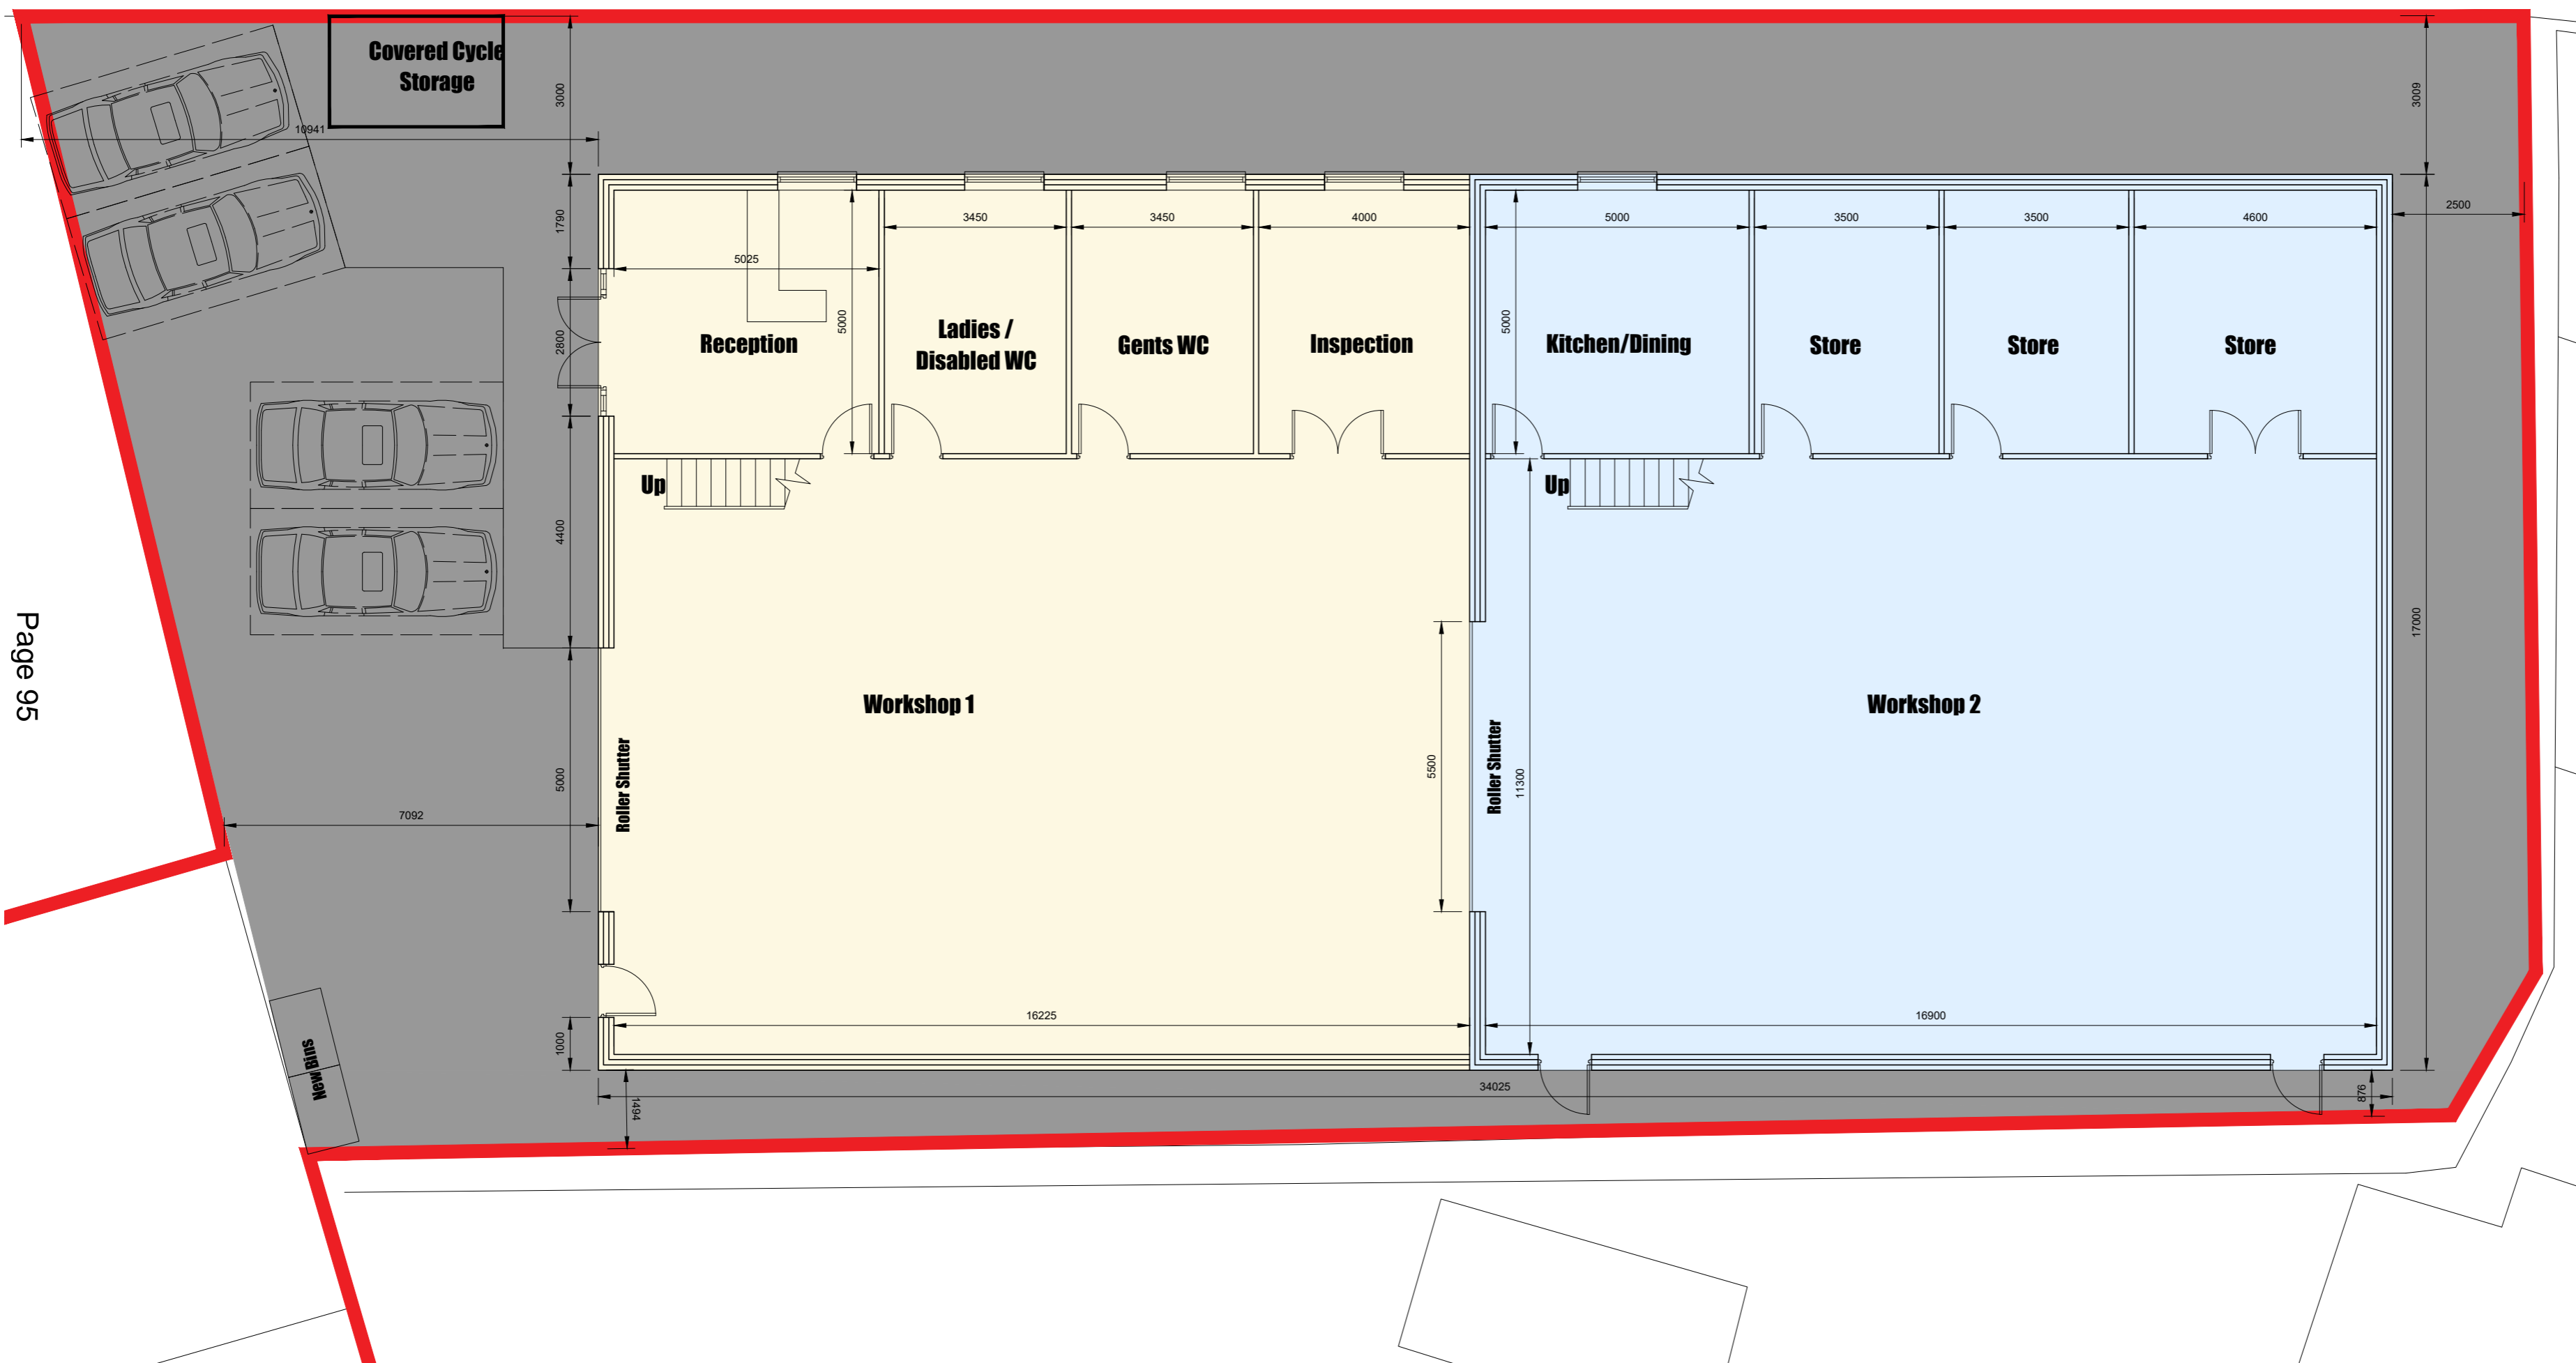 Covered Cycle
Storage
3000
3009
10941
1790
2500
3450
3450
4000
5000
3500
3500
4600
5025
5000
5000
2800
Reception
Ladies /
Disabled WC
Gents WC
Inspection
Kitchen/Dining
Store
Store
Store
Up
Up
4400
17000
Page 95
Workshop 1
Workshop 2
Roller Shutter
Roller Shutter
5000
5500
11300
7092
16225
16900
1000
New Bins
34025
1494
876